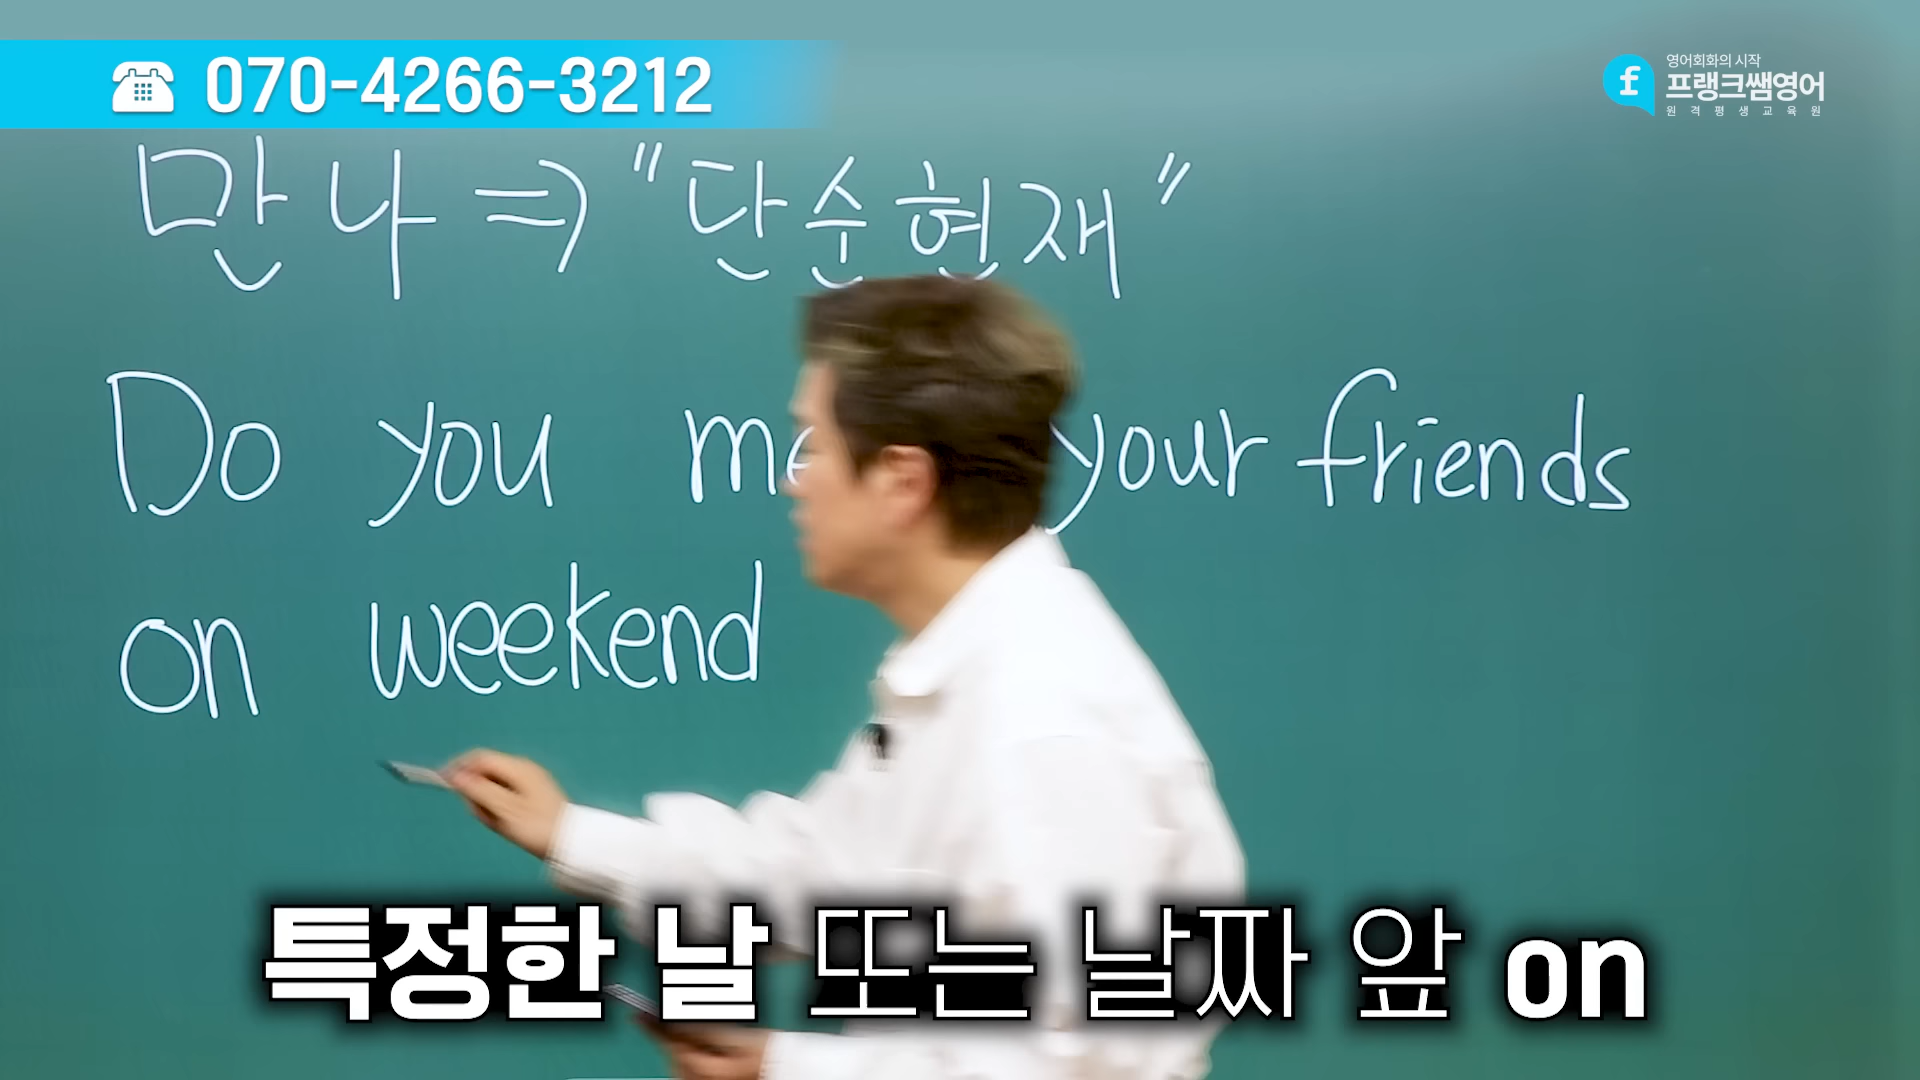 070-4266-3212
영어회화의 시작
프랭크쌤영어
원격평생교육원
만나 ⇒ "단순현재"
Do you your friends
on weekend
특정한 날 또는 날짜 앞 on